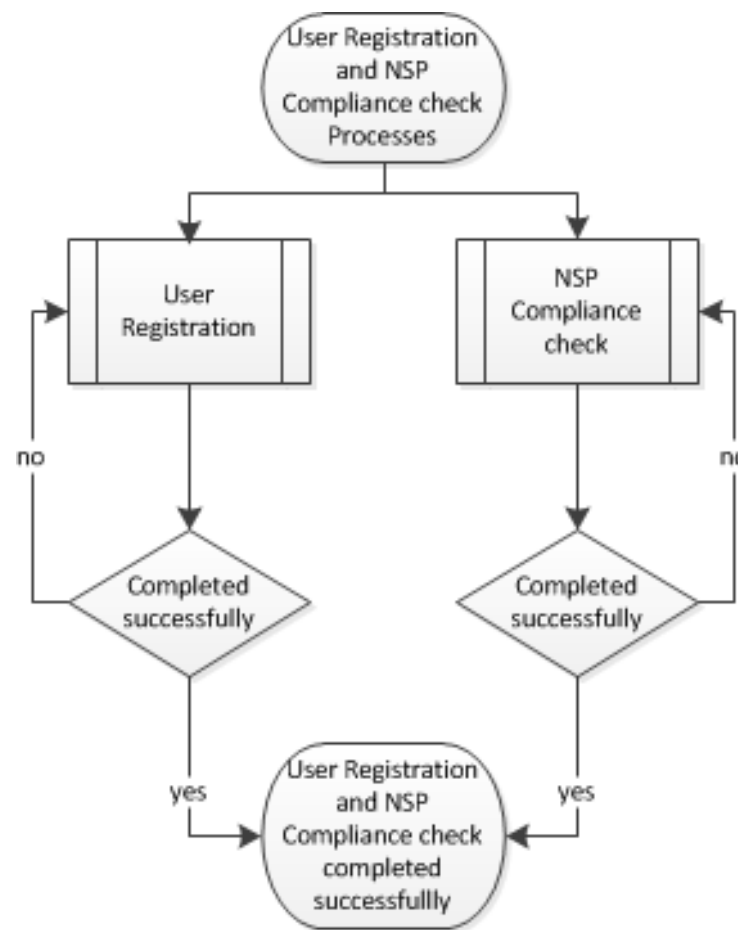 User Registration
and NSP
Compliance check
Processes
User
Registration
NSP
Compliance
check
no
Completed
successfully
Completed
successfully
yes
yes
User Registration
and NSP
Compliance check
completed
successfullly